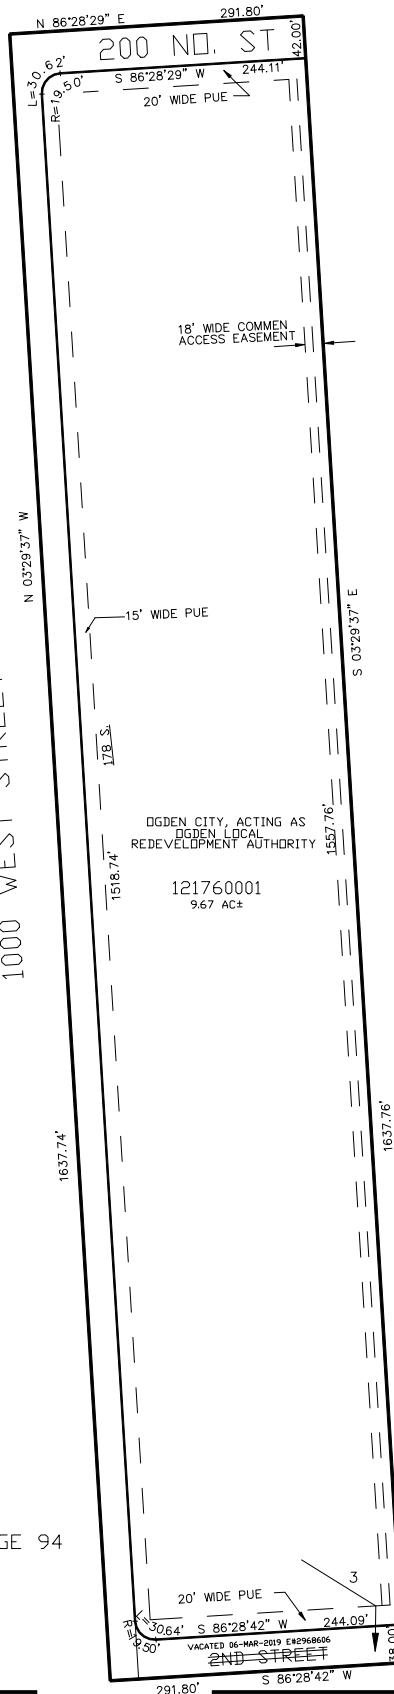 N 86°28'29" E
291.80'
200 NO. ST
42.00'
L=30.62'
R=19.50'
S 86°28'29" W
244.11'
20' WIDE PUE
18' WIDE COMMEN
ACCESS EASEMENT
N 03°29'37" W
15' WIDE PUE
S 03°29'37" E
178 S.
OGDEN CITY, ACTING AS
OGDEN LOCAL
REDEVELOPMENT AUTHORITY
1557.76'
1518.74'
121760001
9.67 AC±
1000 WEST
1637.74'
1637.76'
GE 94
3
20' WIDE PUE
L=30.64'
R=19.50'
S 86°28'42" W
244.09'
VACATED 06-MAR-2019 E#2968606
2ND STREET
291.80'
S 86°28'42" W